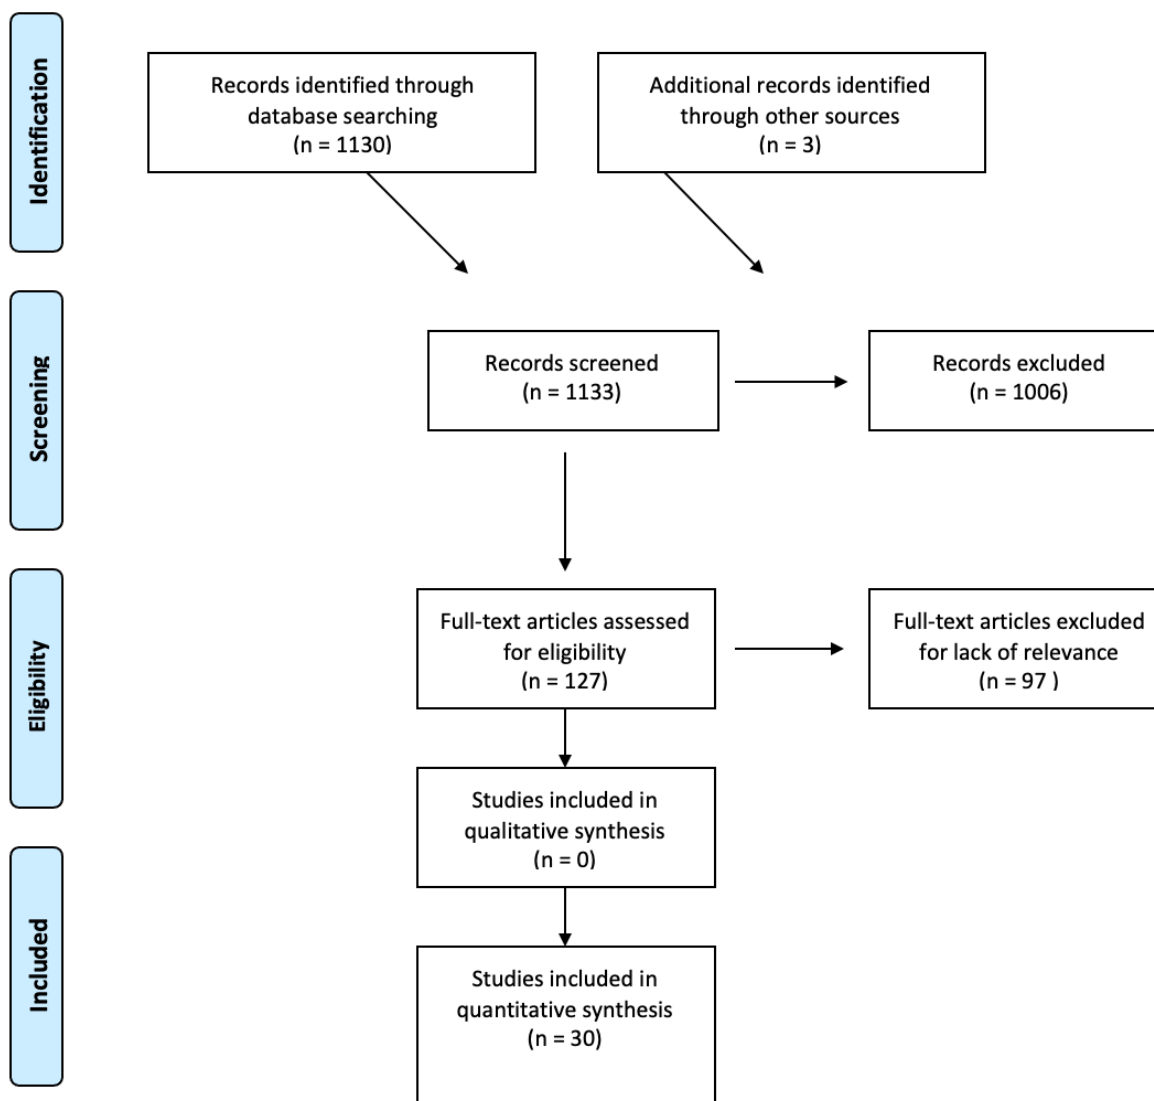 Identification
Records identified through
database searching
(n = 1130)
Additional records identified
through other sources
(n = 3)
Screening
Records screened
(n = 1133)
Records excluded
(n = 1006)
Eligibility
Full-text articles assessed
for eligibility
(n = 127)
Full-text articles excluded
for lack of relevance
(n = 97 )
Studies included in
qualitative synthesis
(n = 0)
Included
Studies included in
quantitative synthesis
(n = 30)